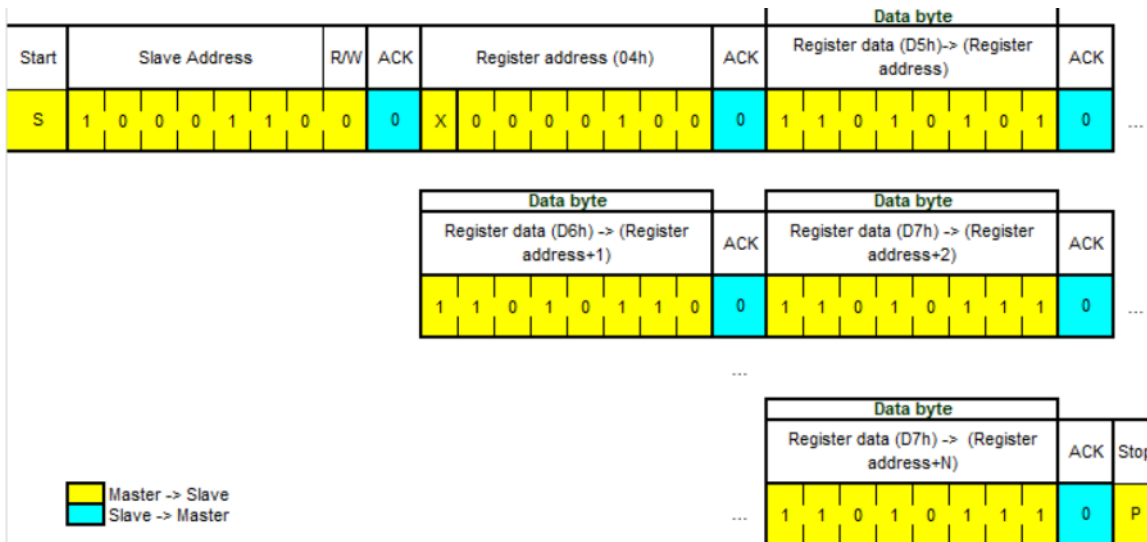 Data byte
Start Slave Address R/W ACK Register address (04h) ACK Register data (D5h)-> (Register ACK
address)
S 1 0 0 0 1 1 0 0 0 X 0 0 0 0 1 0 0 0 1 1 0 1 0 1 0 1 0 ...
Data byte Data byte
Register data (D6h) -> (Register ACK Register data (D7h) -> (Register ACK
address+1) address+2)
1 1 0 1 0 1 1 0 0 1 1 0 1 0 1 1 1 0 ...
...
Data byte
Register data (D7h) -> (Register ACK Stop
address+N)
Master -> Slave
Slave -> Master
... 1 1 0 1 0 1 1 1 0 P